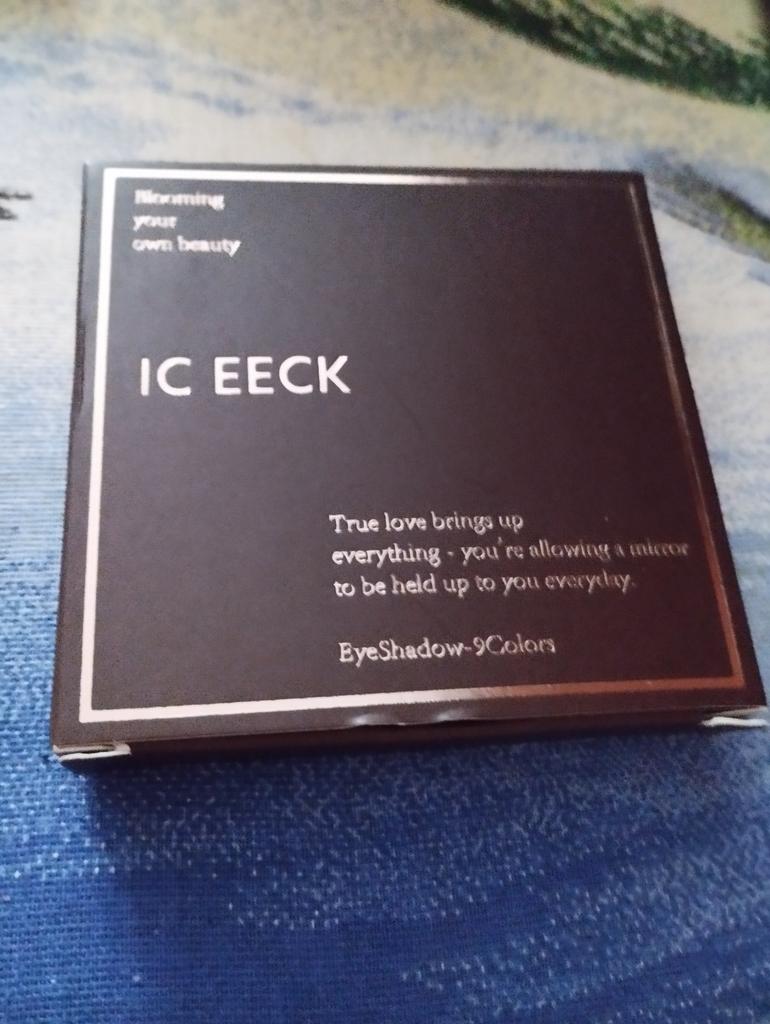 Blooming
your
own beauty
IC EECK
True love brings up
everything - you're allowing a mirror
to be held up to you everyday.
EyeShadow-9Colors